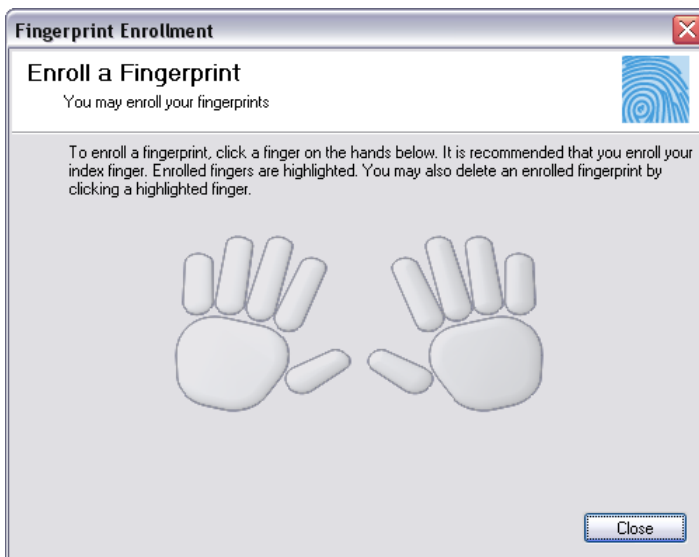 Fingerprint Enrollment
Enroll a Fingerprint
You may enroll your fingerprints
To enroll a fingerprint, click a finger on the hands below. It is recommended that you enroll your
index finger. Enrolled fingers are highlighted. You may also delete an enrolled fingerprint by
clicking a highlighted finger.
Close